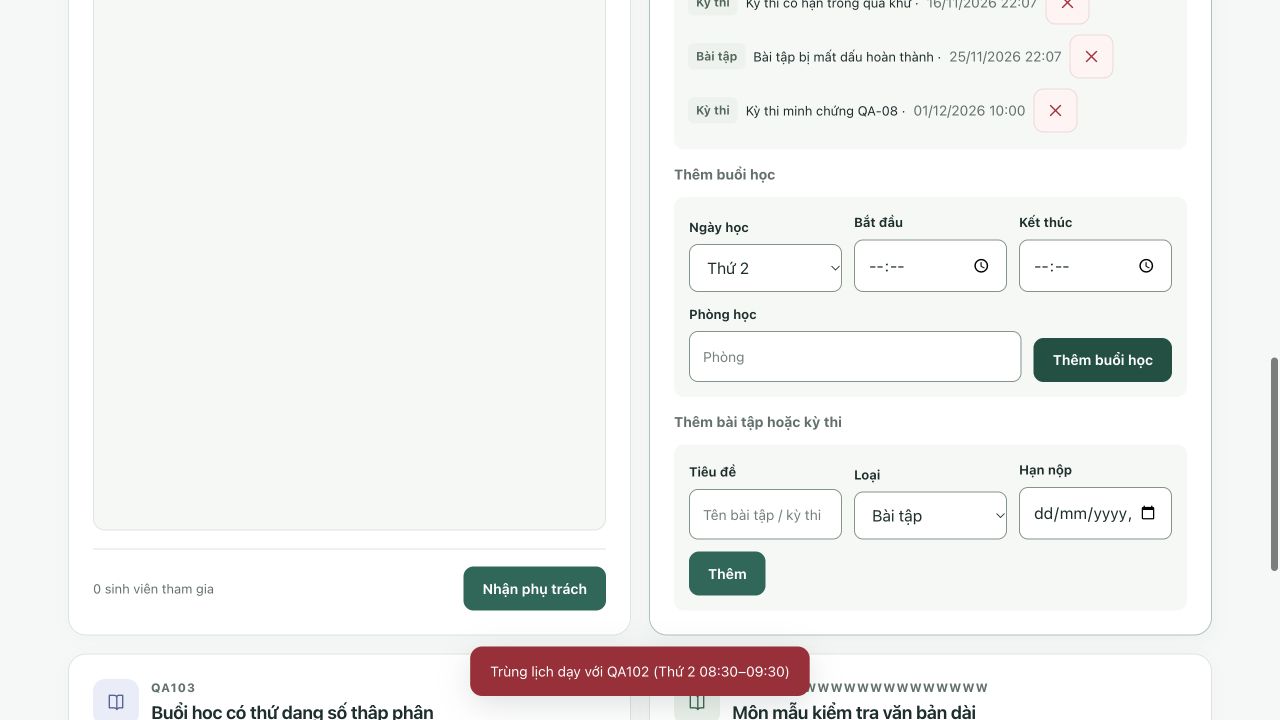 Kỳ thi Kỳ thi có hạn trong quá khứ · 16/11/2026 22:07
Bài tập Bài tập bị mất dấu hoàn thành · 25/11/2026 22:07
Kỳ thi Kỳ thi minh chứng QA-08 · 01/12/2026 10:00
Thêm buổi học
Ngày học Bắt đầu Kết thúc
Thứ 2 --:-- --:--
Phòng học
Phòng Thêm buổi học
Thêm bài tập hoặc kỳ thi
Tiêu đề Loại Hạn nộp
Tên bài tập / kỳ thi Bài tập dd/mm/yyyy,
Thêm
0 sinh viên tham gia Nhận phụ trách
Trùng lịch dạy với QA102 (Thứ 2 08:30–09:30)
QA103
Buổi học có thứ dạng số thập phân
Môn mẫu kiểm tra văn bản dài